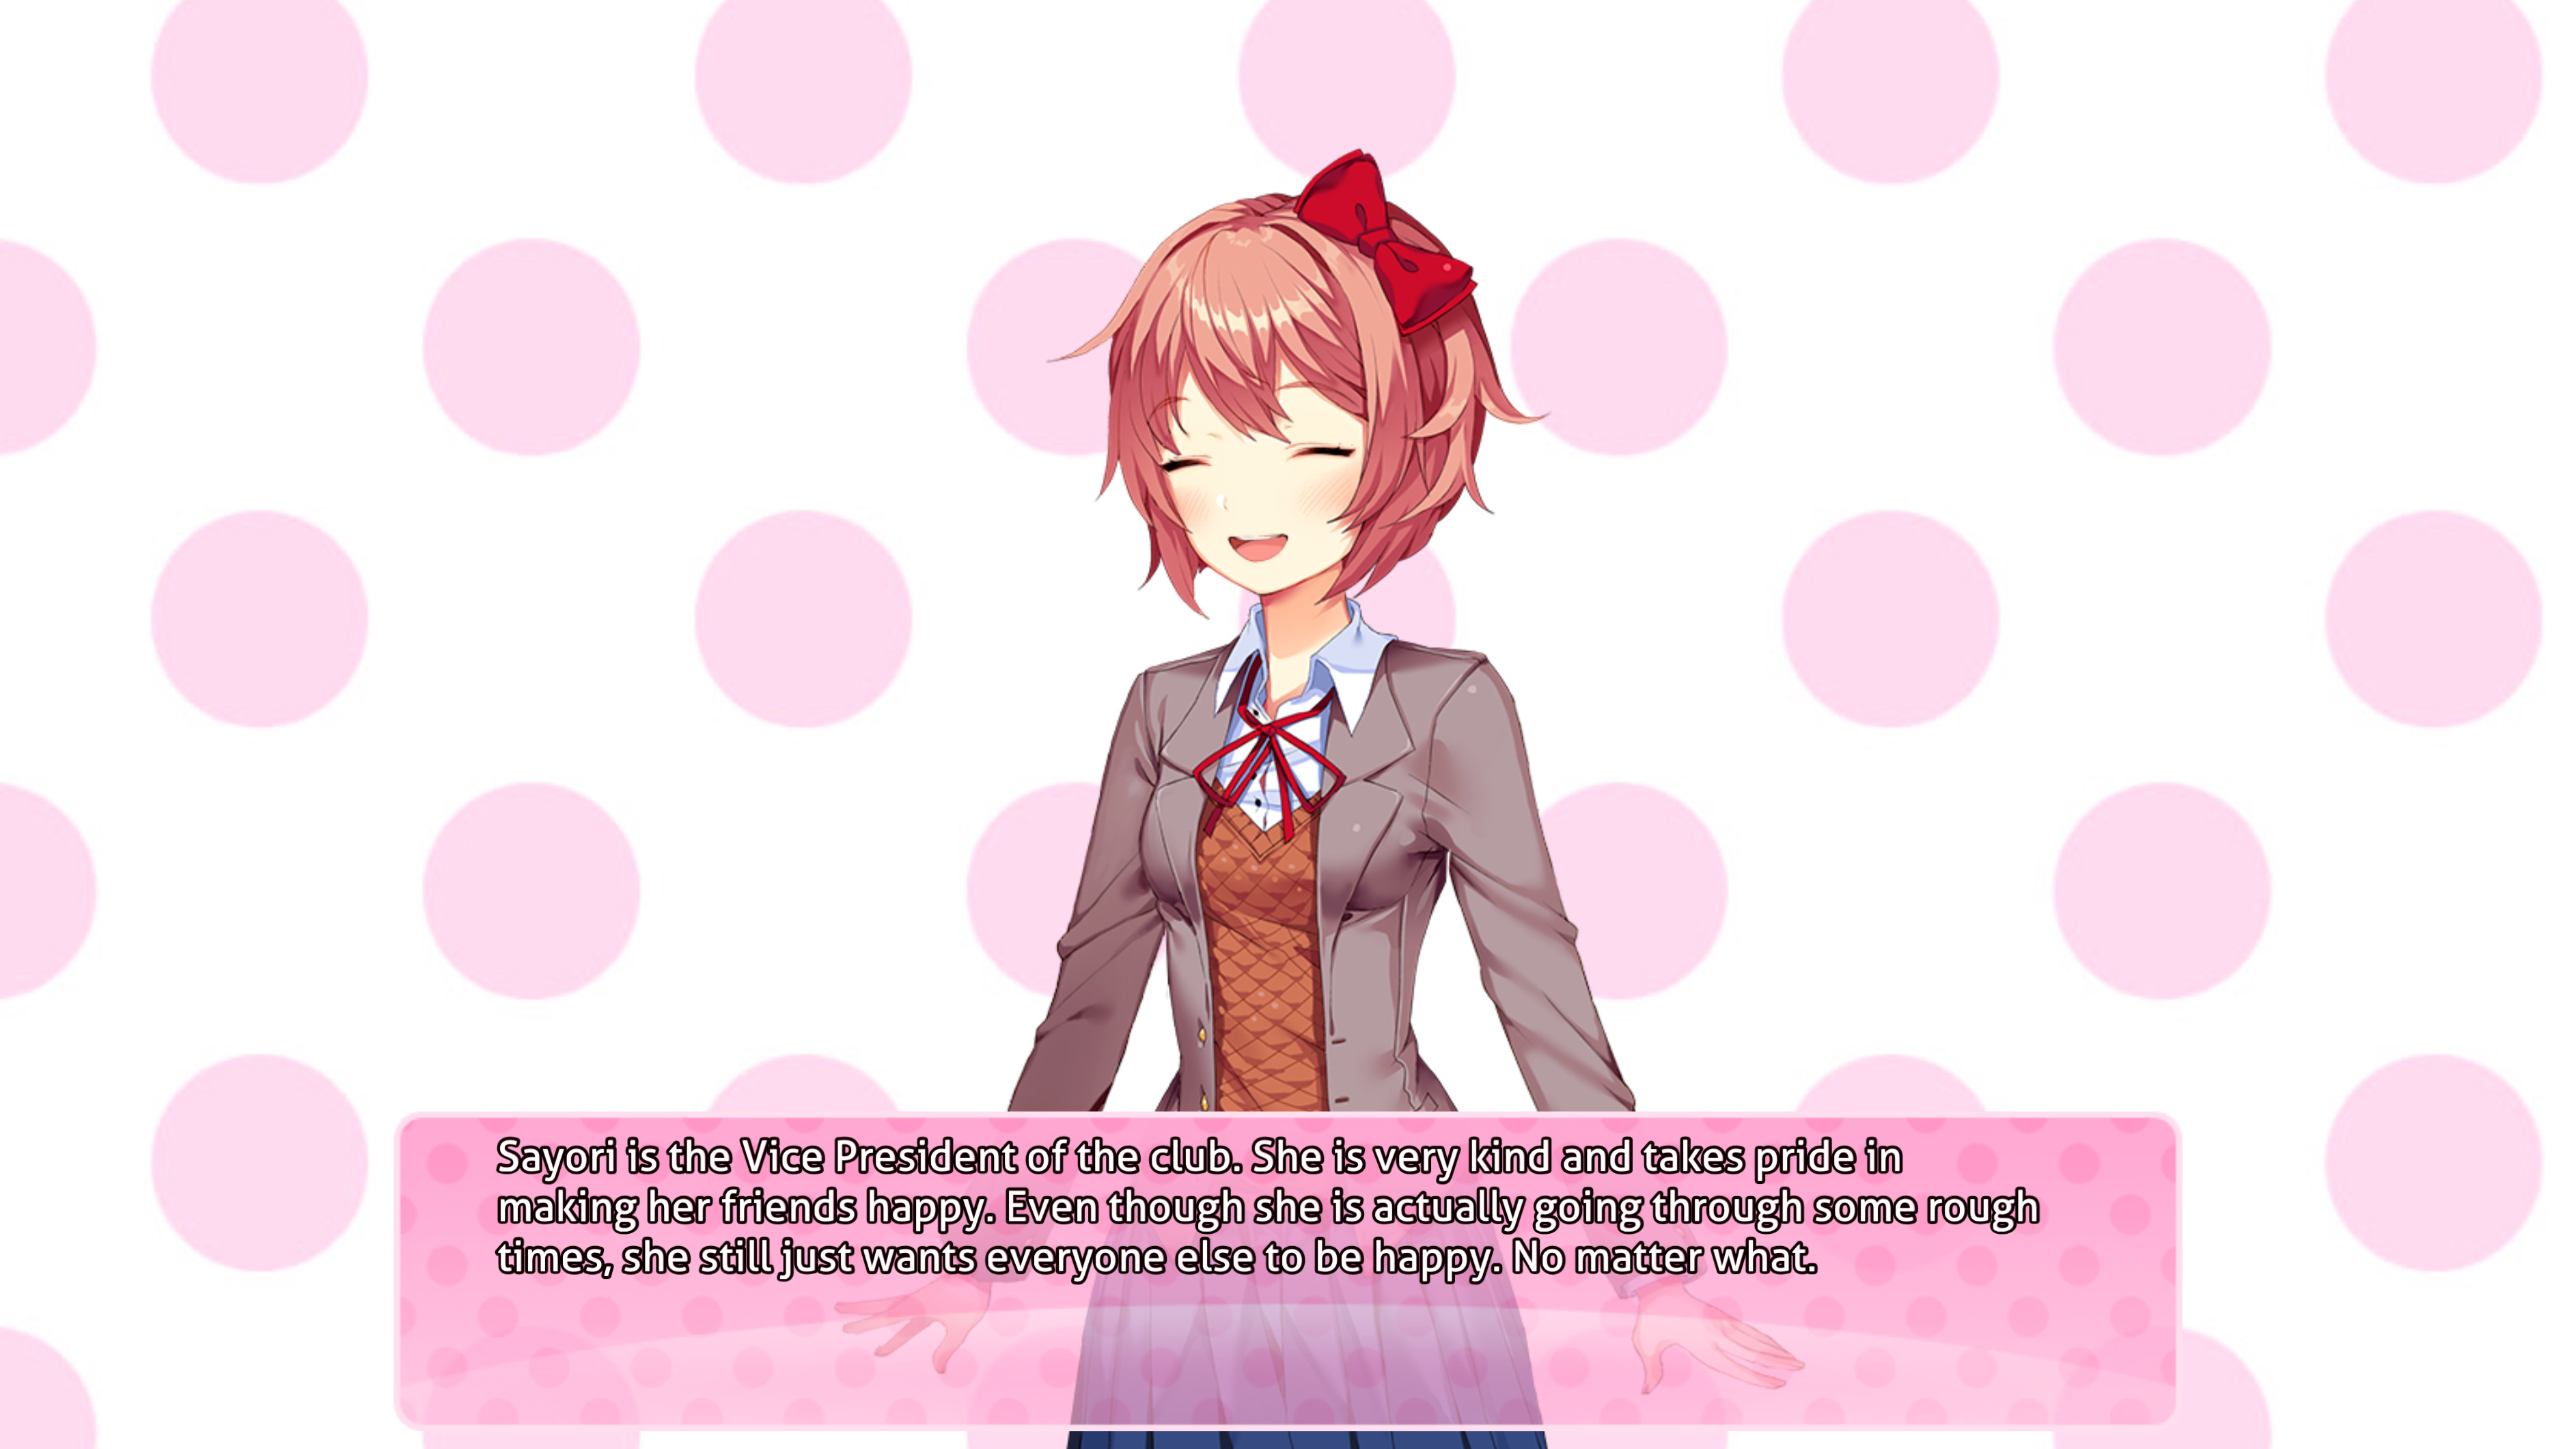 Sayori is the Vice President of the club. She is very kind and takes pride in
making her friends happy. Even though she is actually going through some rough
times, she still just wants everyone else to be happy. No matter what.